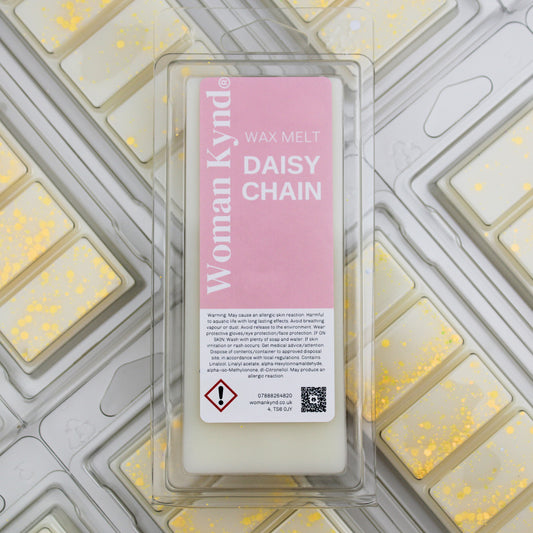 Woman Kynd®
WAX MELT
DAISY
CHAIN
Warning. May cause an allergic skin reaction. Harmful
to aquatic life with long lasting effects. Avoid breathing
vapour or dust. Avoid release to the environment. Wear
protective gloves/eye protection/face protection. IF ON
SKIN: Wash with plenty of soap and water. If skin
irritation or rash occurs: Get medical advice/attention.
Dispose of contents/container to approved disposal
site, in accordance with local regulations. Contains
Linalool, Linalyl acetate, alpha-Hexylcinnamaldehyde,
alpha-iso-Methylionone, dl-Citronellol. May produce an
allergic reaction.
07888264820
womankynd.co.uk
4, TS8 0JY